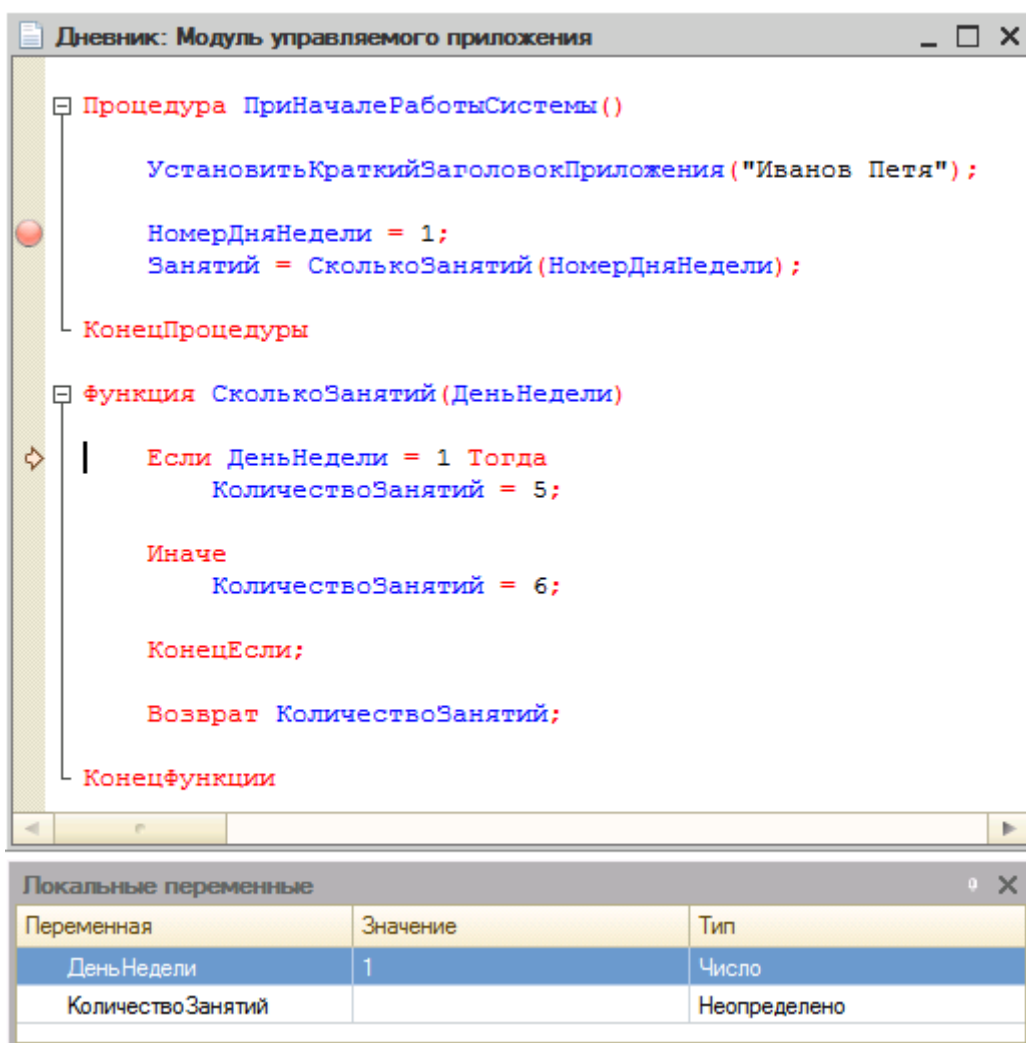 Дневник: Модуль управляемого приложения
Процедура ПриНачалеРаботыСистемы()
УстановитьКраткийЗаголовокПриложения("Иванов Петя");
НомерДняНедели = 1;
Занятий = СколькоЗанятий(НомерДняНедели);
КонецПроцедуры
Функция СколькоЗанятий(ДеньНедели)
Если ДеньНедели = 1 Тогда
КоличествоЗанятий = 5;
Иначе
КоличествоЗанятий = 6;
КонецЕсли;
Возврат КоличествоЗанятий;
КонецФункции
Локальные переменные
Переменная Значение Тип
ДеньНедели 1 Число
КоличествоЗанятий Неопределено